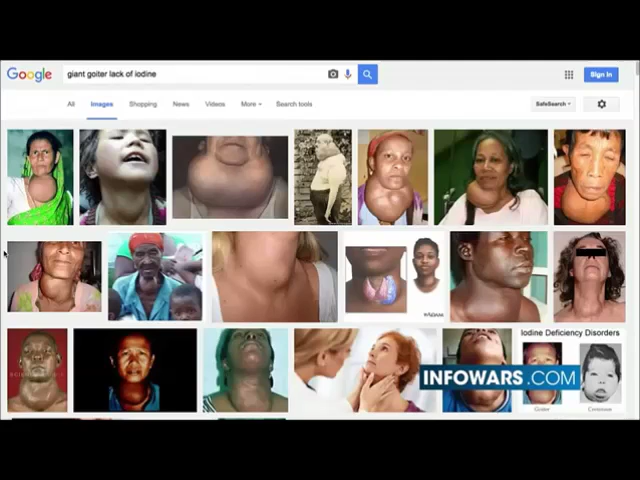 Google
giant goiter lack of iodine
Sign in
All Images Shopping News Videos More Search tools
SafeSearch
Iodine Deficiency Disorders
INFOWARS.COM
Goiter